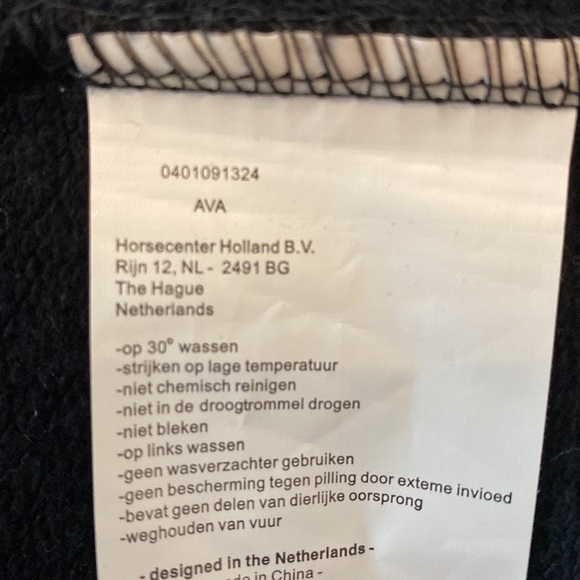 0401091324
AVA
Horsecenter Holland B.V.
Rijn 12, NL - 2491 BG
The Hague
Netherlands
-op 30° wassen
-strijken op lage temperatuur
-niet chemisch reinigen
-niet in de droogtrommel drogen
-niet bleken
-op links wassen
-geen wasverzachter gebruiken
-geen bescherming tegen pilling door exteme invioed
-bevat geen delen van dierlijke oorsprong
-weghouden van vuur
- designed in the Netherlands -
in China -